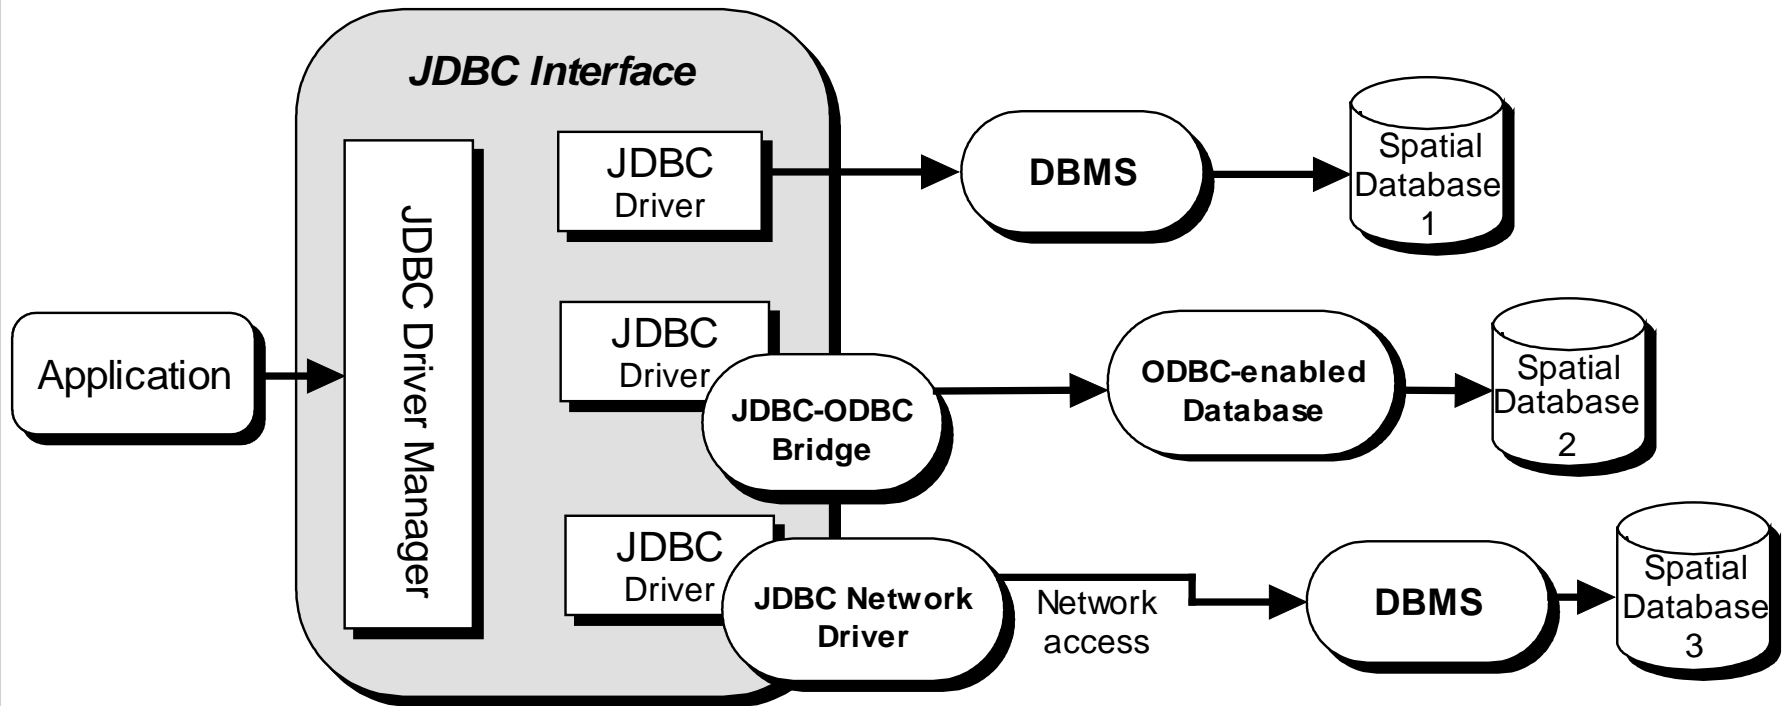 JDBC Interface
Application
JDBC Driver Manager
JDBC
Driver
DBMS
Spatial
Database
1
JDBC
Driver
JDBC-ODBC
Bridge
ODBC-enabled
Database
Spatial
Database
2
JDBC
Driver
JDBC Network
Driver
Network
access
DBMS
Spatial
Database
3